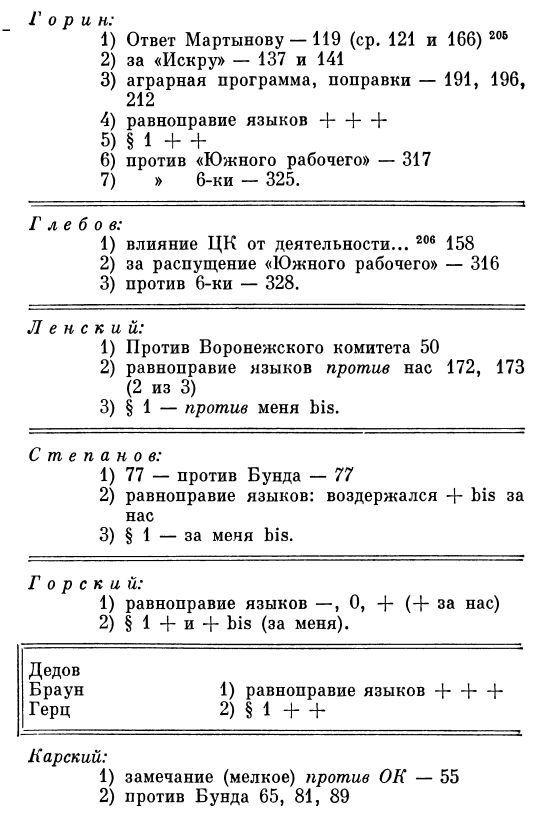 Горин:
1) Ответ Мартынову — 119 (ср. 121 и 166) 205
2) за «Искру» — 137 и 141
3) аграрная программа, поправки — 191, 196,
212
4) равноправие языков + + +
5) § 1 + +
6) против «Южного рабочего» — 317
7) » 6-ки — 325.
Глебов:
1) влияние ЦК от деятельности... 206 158
2) за распущение «Южного рабочего» — 316
3) против 6-ки — 328.
Ленский:
1) Против Воронежского комитета 50
2) равноправие языков против нас 172, 173
(2 из 3)
3) § 1 — против меня bis.
Степанов:
1) 77 — против Бунда — 77
2) равноправие языков: воздержался + bis за
нас
3) § 1 — за меня bis.
Горский:
1) равноправие языков —, 0, + (+ за нас)
2) § 1 + и + bis (за меня).
Дедов
Браун 1) равноправие языков + + +
Герц 2) § 1 + +
Карский:
1) замечание (мелкое) против ОК — 55
2) против Бунда 65, 81, 89